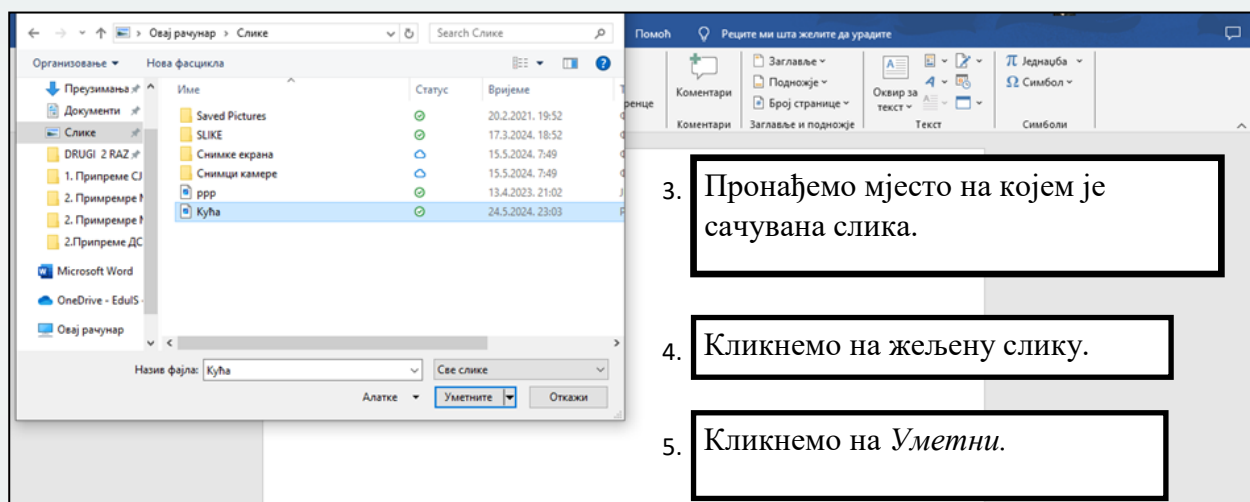 Овај рачунар › Слике
Search Слике
Помоћ
Реците ми шта желите да урадите
Организовање
Нова фасцикла
Име
Статус
Вријеме
Преузимања
Документи
Слике
DRUGI 2 RAZ
1. Припреме
2. Примремре
2. Примремре
2.Припреме ДС
Microsoft Word
OneDrive - EduIS -
Овај рачунар
Saved Pictures 20.2.2021. 19:52
SLIKE 17.3.2024. 18:52
Снимке екрана 15.5.2024. 7:49
Снимци камере 15.5.2024. 7:49
ppp 13.4.2023. 21:02
Кућа 24.5.2024. 23:03
Назив фајла: Кућа
Све слике
Алатке
Уметните
Откажи
Коментари
Коментари
Заглавље
Подножје
Број странице
Заглавље и подножје
Оквир за
текст
Текст
π Једнаџба
Ω Симбол
Симболи
3. Пронађемо мјесто на којем је
сачувана слика.
4. Кликнемо на жељену слику.
5. Кликнемо на Уметни.